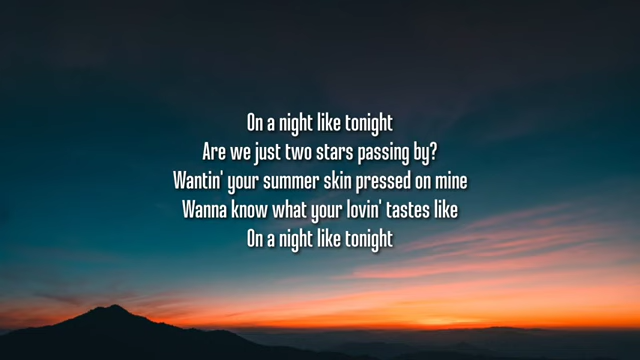 On a night like tonight
Are we just two stars passing by?
Wantin' your summer skin pressed on mine
Wanna know what your lovin' tastes like
On a night like tonight